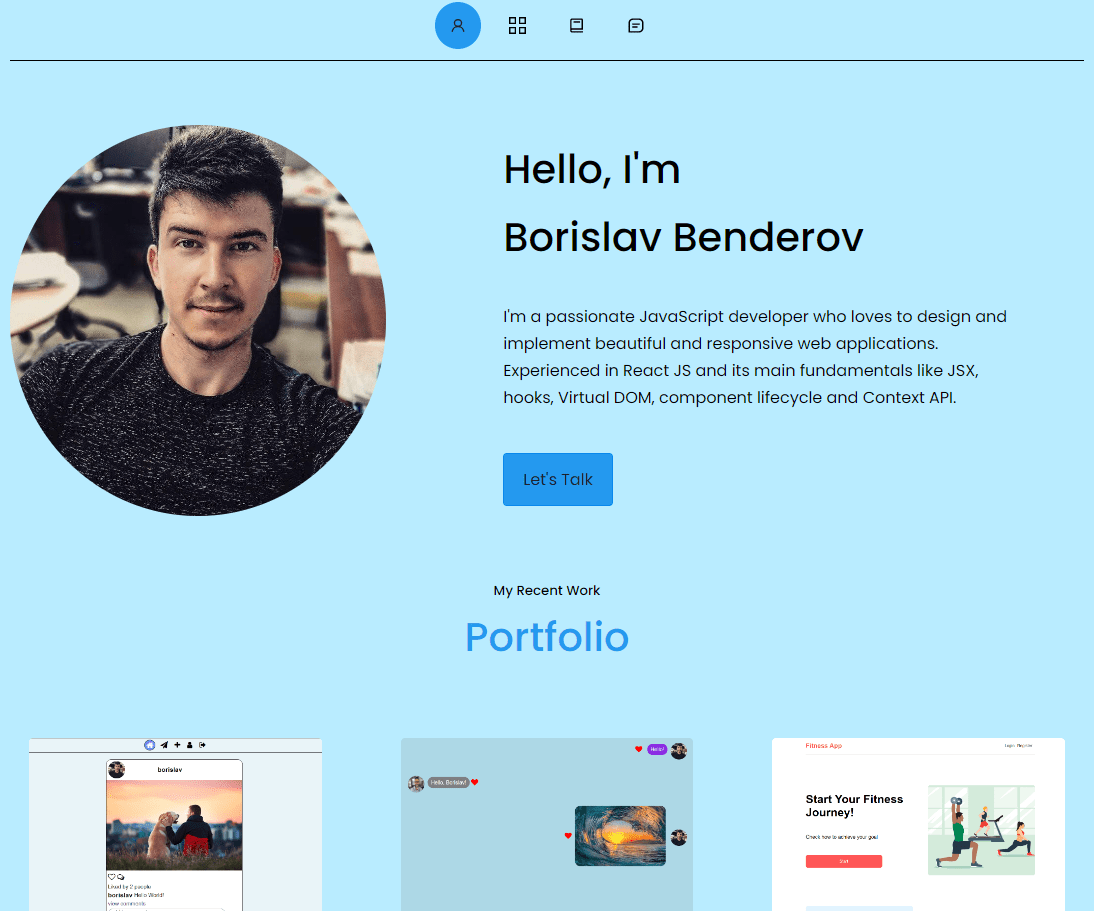 Hello, I'm
Borislav Benderov
I'm a passionate JavaScript developer who loves to design and
implement beautiful and responsive web applications.
Experienced in React JS and its main fundamentals like JSX,
hooks, Virtual DOM, component lifecycle and Context API.
Let's Talk
My Recent Work
Portfolio
borislav
Liked by 2 people
borislav Hello World!
view comments
Hello!
Hello, Borislav!
Fitness App
Login Register
Start Your Fitness
Journey!
Check how to achieve your goal
Start